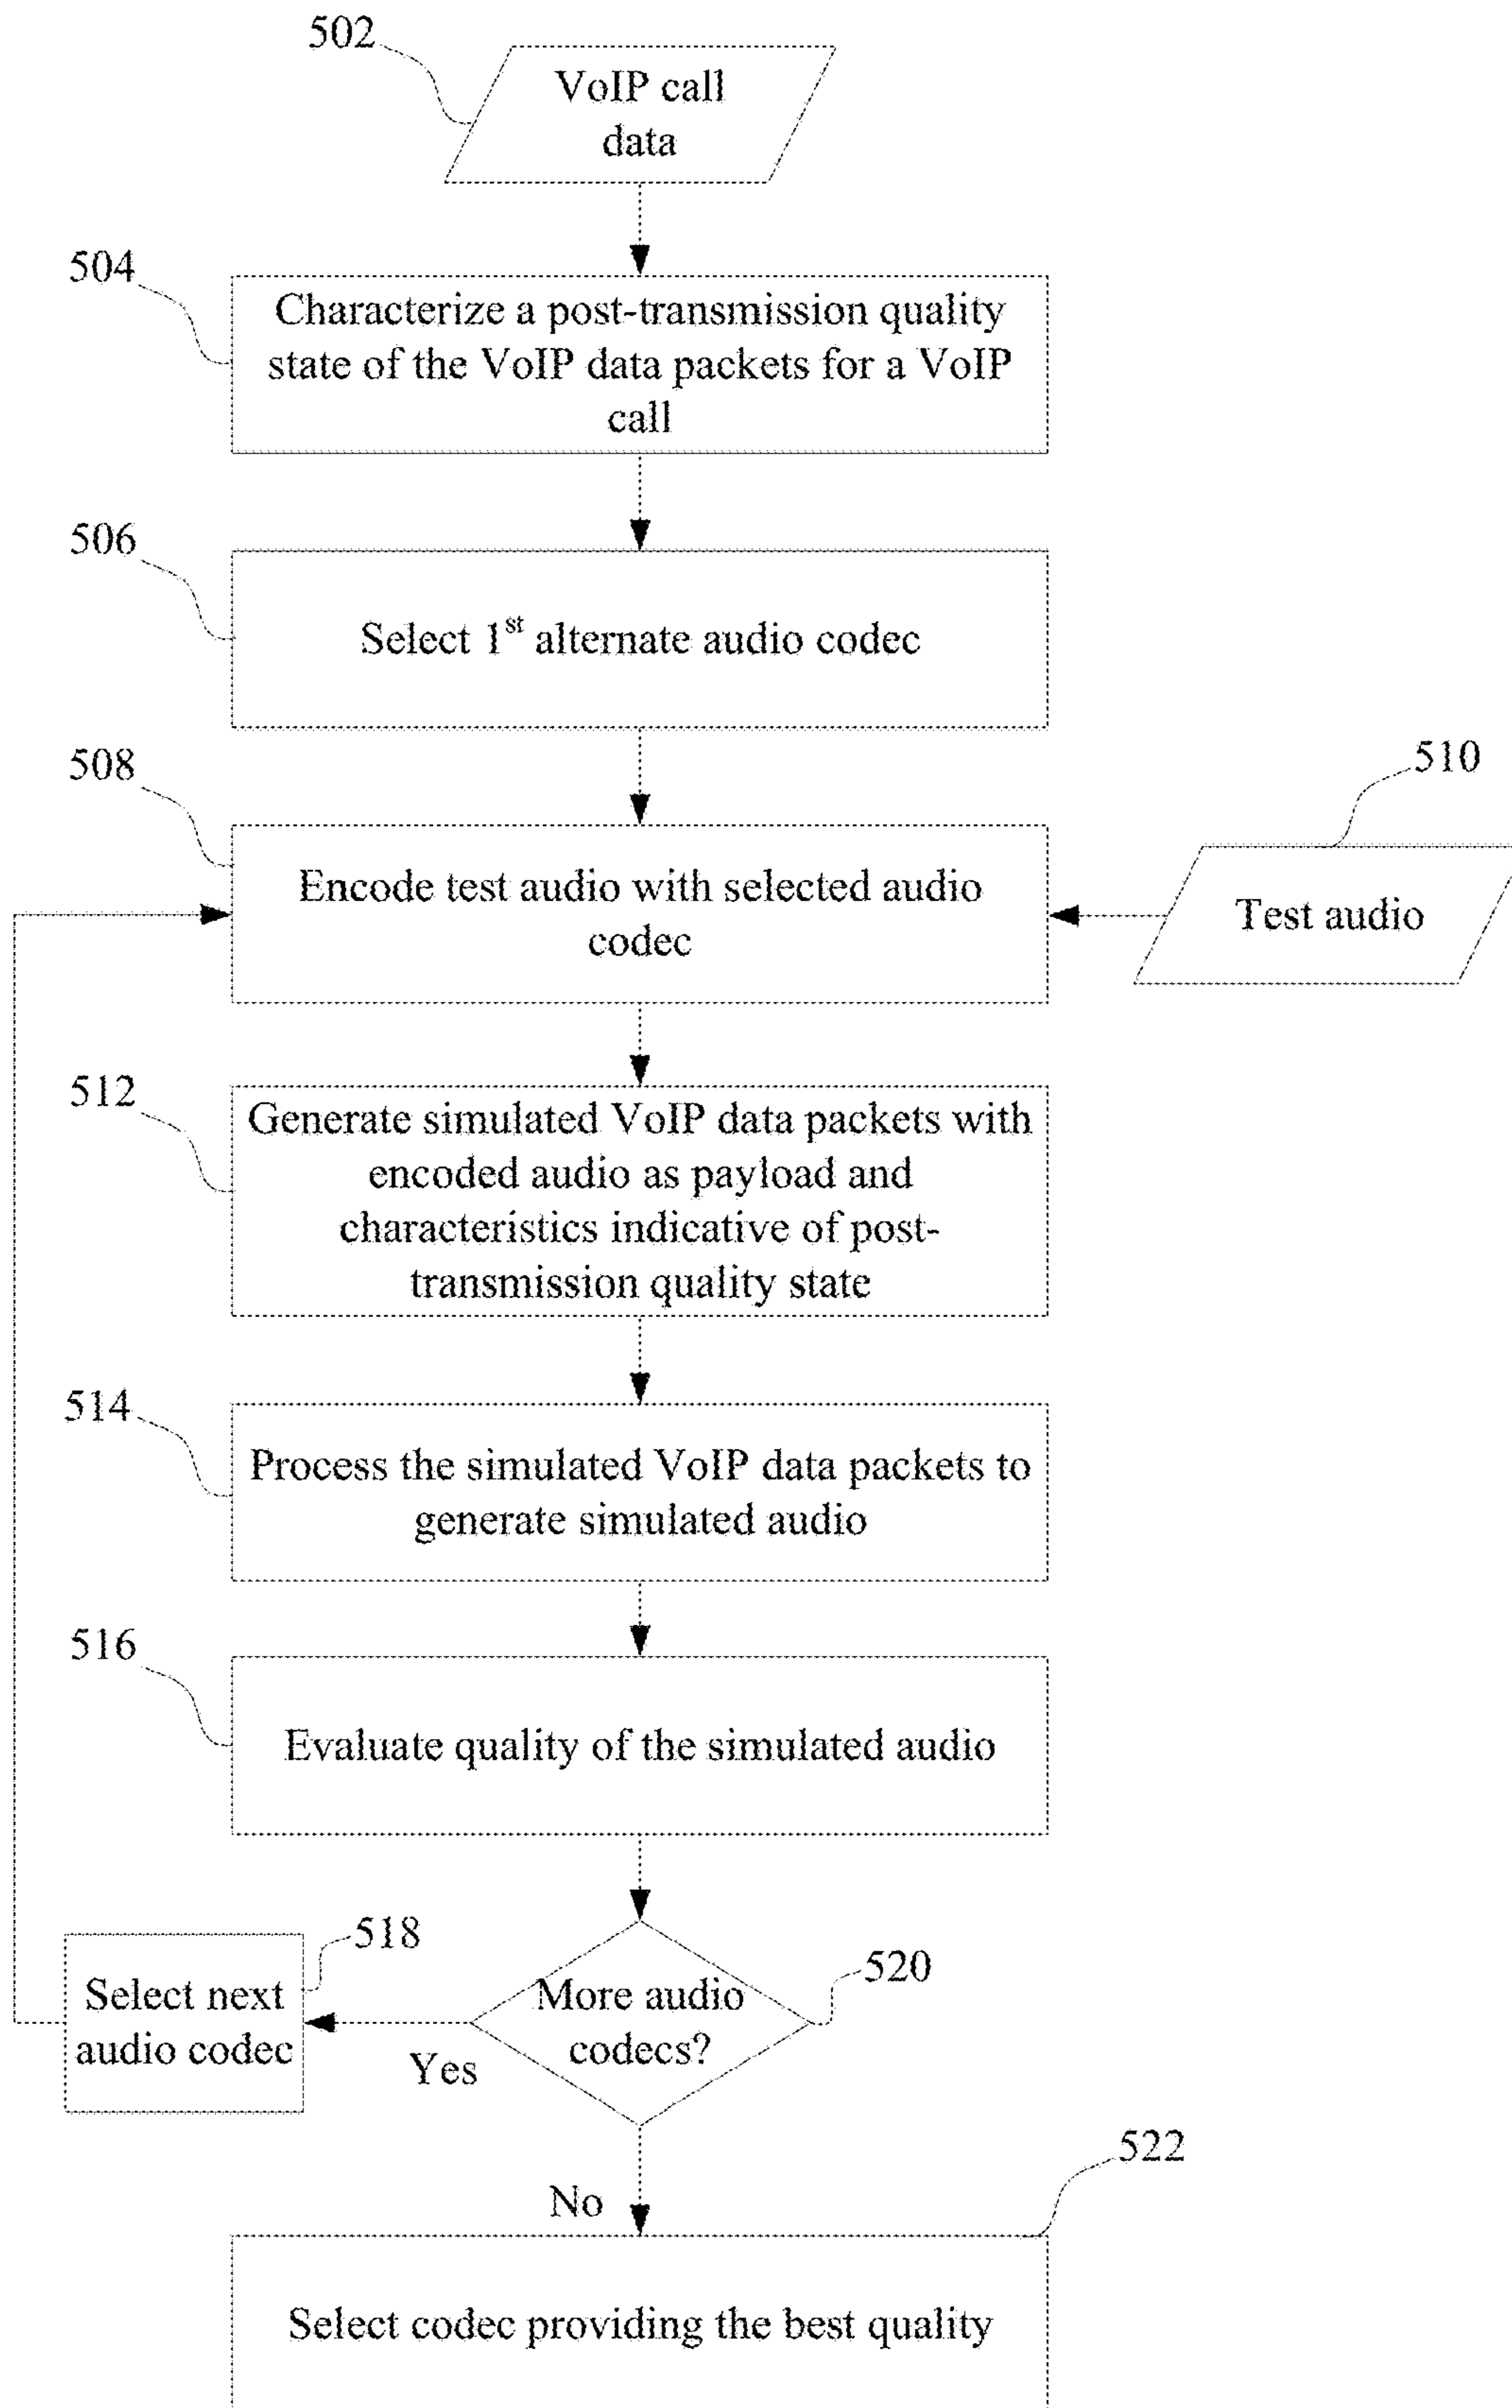 502
VoIP call
data
504
Characterize a post-transmission quality
state of the VoIP data packets for a VoIP
call
506
Select 1st alternate audio codec
508
510
Encode test audio with selected audio
codec
Test audio
512
Generate simulated VoIP data packets with
encoded audio as payload and
characteristics indicative of post-
transmission quality state
514
Process the simulated VoIP data packets to
generate simulated audio
516
Evaluate quality of the simulated audio
518
520
Select next
audio codec
More audio
codecs?
Yes
No
522
Select codec providing the best quality